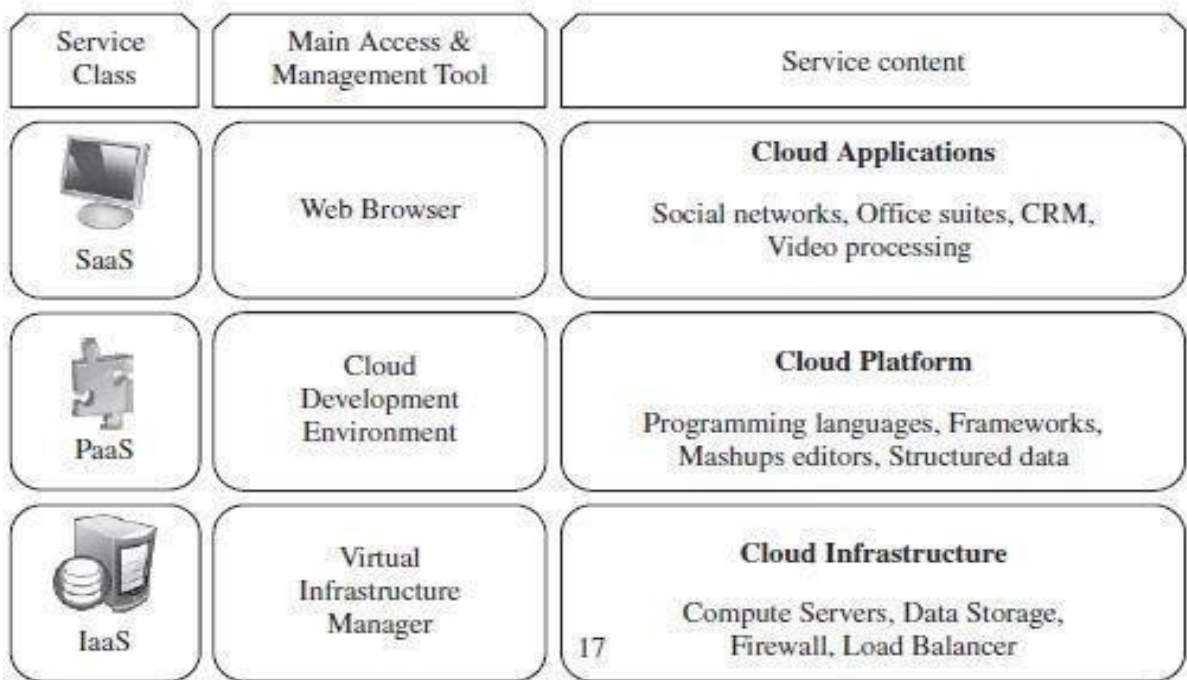 Service
Class
Main Access &
Management Tool
Service content
SaaS
Web Browser
Cloud Applications
Social networks, Office suites, CRM,
Video processing
PaaS
Cloud
Development
Environment
Cloud Platform
Programming languages, Frameworks,
Mashups editors, Structured data
IaaS
Virtual
Infrastructure
Manager
Cloud Infrastructure
Compute Servers, Data Storage,
Firewall, Load Balancer
17